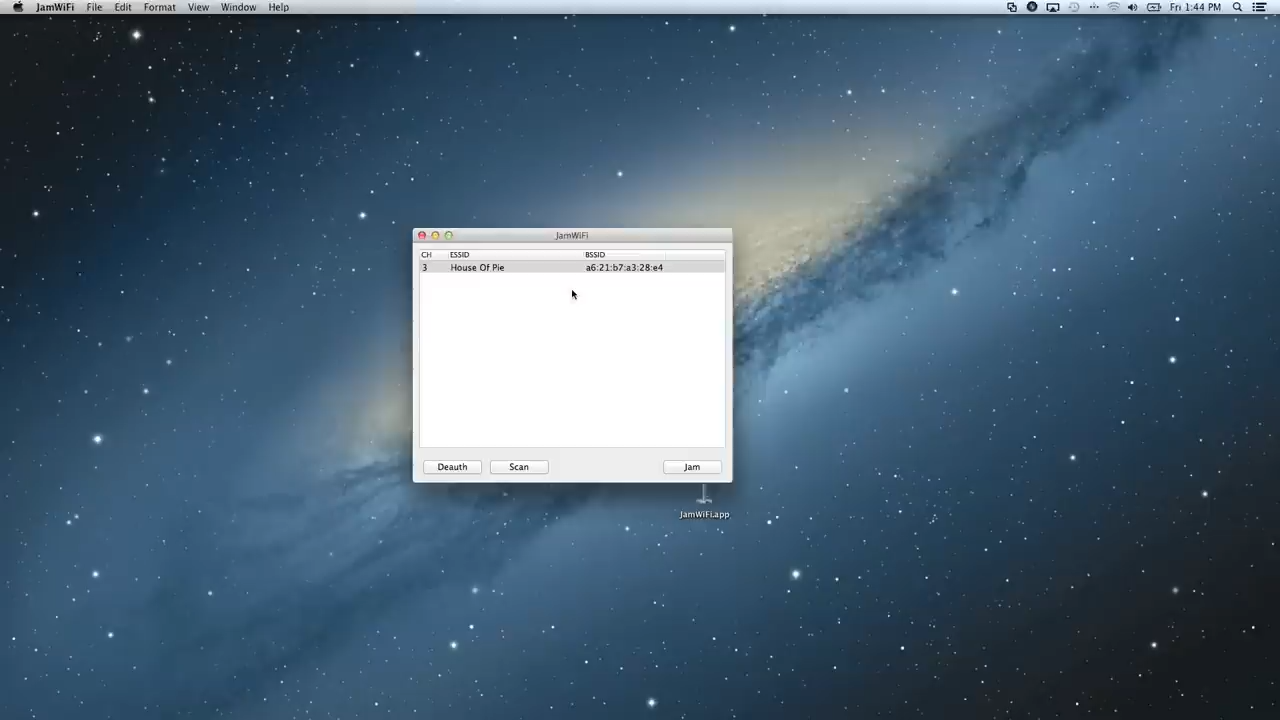 JamWiFi File Edit Format View Window Help Fri 1:44 PM
JamWiFi
CH ESSID BSSID
3 House Of Pie a6:21:b7:a3:28:e4
Deauth Scan Jam
JamWiFi.app